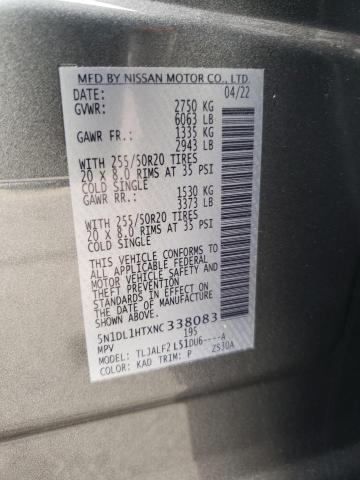 MFD BY NISSAN MOTOR CO., LTD.
DATE: 04/22
GVWR: 2750 KG
6063 LB
GAWR FR.: 1335 KG
2943 LB
WITH 255/50R20 TIRES
20 X 8.0 RIMS AT 35 PSI
COLD SINGLE
GAWR RR.: 1530 KG
3373 LB
WITH 255/50R20 TIRES
20 X 8.0 RIMS AT 35 PSI
COLD SINGLE
THIS VEHICLE CONFORMS TO
ALL APPLICABLE FEDERAL
MOTOR VEHICLE SAFETY AND
THEFT PREVENTION
STANDARDS IN EFFECT ON
THE DATE OF MANUFACTURE
SHOWN ABOVE.
5N1DL1HTXNC338083
MPV 195
MODEL: TLJALF2L51DU6----A
COLOR: KAD TRIM: P ZS30A